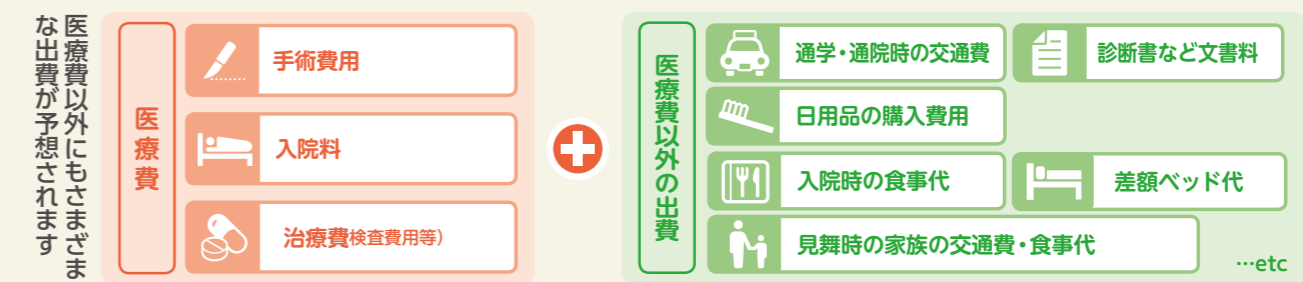 医療費以外にもさまざま
な出費が予想されます
医療費
手術費用
入院料
治療費検査費用等)
医療費以外の出費
通学・通院時の交通費
診断書など文書料
日用品の購入費用
入院時の食事代
差額ベッド代
見舞時の家族の交通費・食事代
…etc